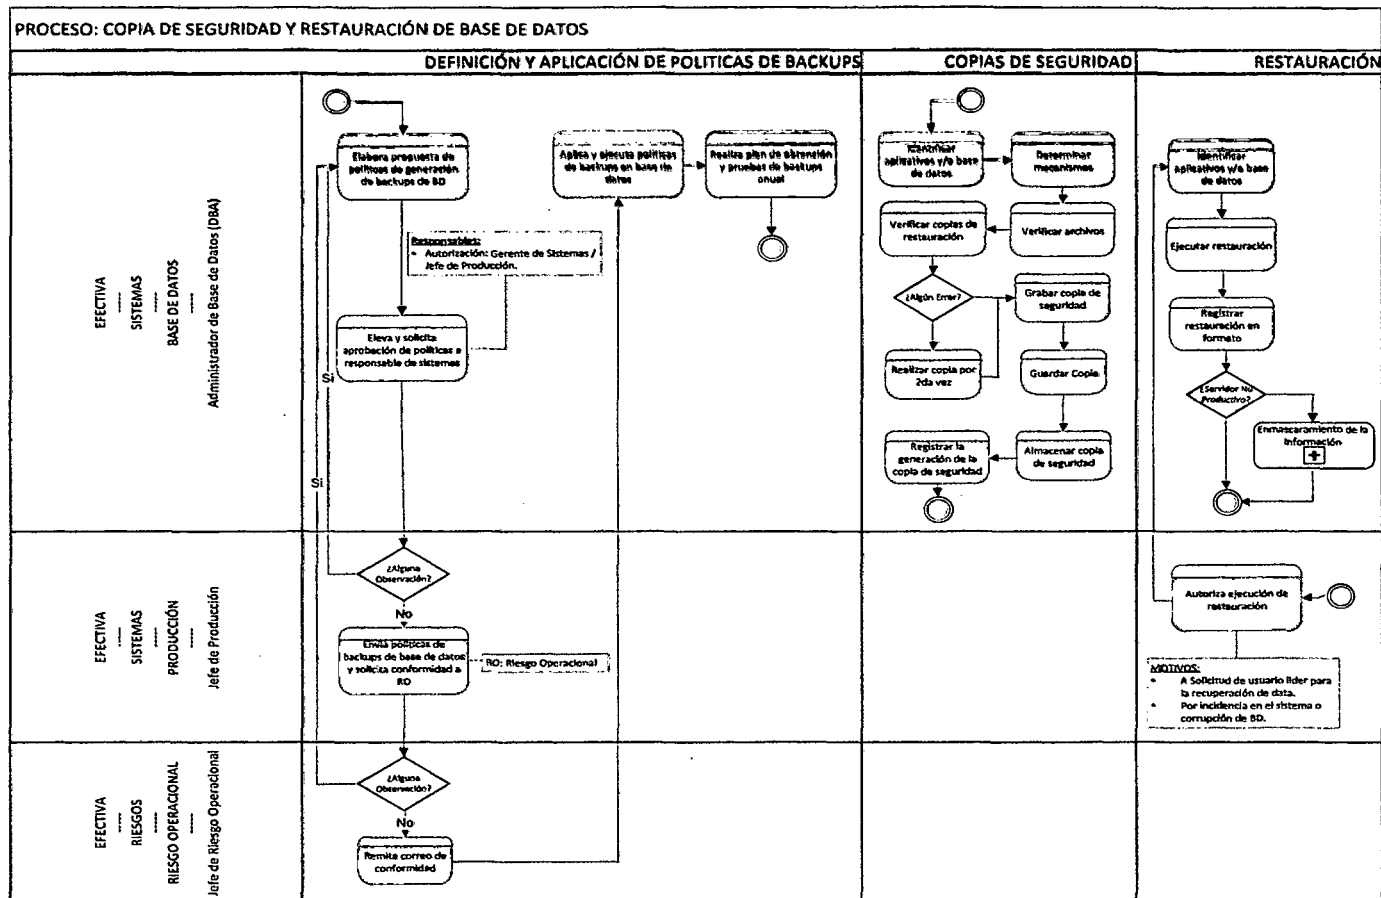 PROCESO: COPIA DE SEGURIDAD Y RESTAURACIÓN DE BASE DE DATOS
DEFINICIÓN Y APLICACIÓN DE POLITICAS DE BACKUPS
COPIAS DE SEGURIDAD
RESTAURACIÓN
EFECTIVA
SISTEMAS
BASE DE DATOS
Administrador de Base de Datos (DBA)
Elabora propuesta de
políticas de generación
de backups de BD
Aplica y ejecuta políticas
de backups en base de
datos
Realiza plan de obtención
y pruebas de backups
anual
Responsables:
• Autorización: Gerente de Sistemas /
Jefe de Producción.
Eleva y solicita
aprobación de políticas a
responsable de sistemas
Si
Si
Identificar
aplicativos y/o base
de datos
Determinar
mecanismos
Verificar copias de
restauración
Verificar archivos
¿Algún Error?
Grabar copia de
seguridad
Realizar copia por
2da vez
Guardar Copia
Registrar la
generación de la
copia de seguridad
Almacenar copia
de seguridad
Identificar
aplicativos y/o base
de datos
Ejecutar restauración
Registrar
restauración en
formato
¿Servidor No
Productivo?
Enmascaramiento de la
Información
EFECTIVA
SISTEMAS
PRODUCCIÓN
Jefe de Producción
¿Alguna
Observación?
No
Envía políticas de
backups de base de datos
y solicita conformidad a
RO
RO: Riesgo Operacional
Autoriza ejecución de
restauración
MOTIVOS:
• A Solicitud de usuario líder para
la recuperación de data.
• Por incidencia en el sistema o
corrupción de BD.
EFECTIVA
RIESGOS
RIESGO OPERACIONAL
Jefe de Riesgo Operacional
¿Alguna
Observación?
No
Remite correo de
conformidad